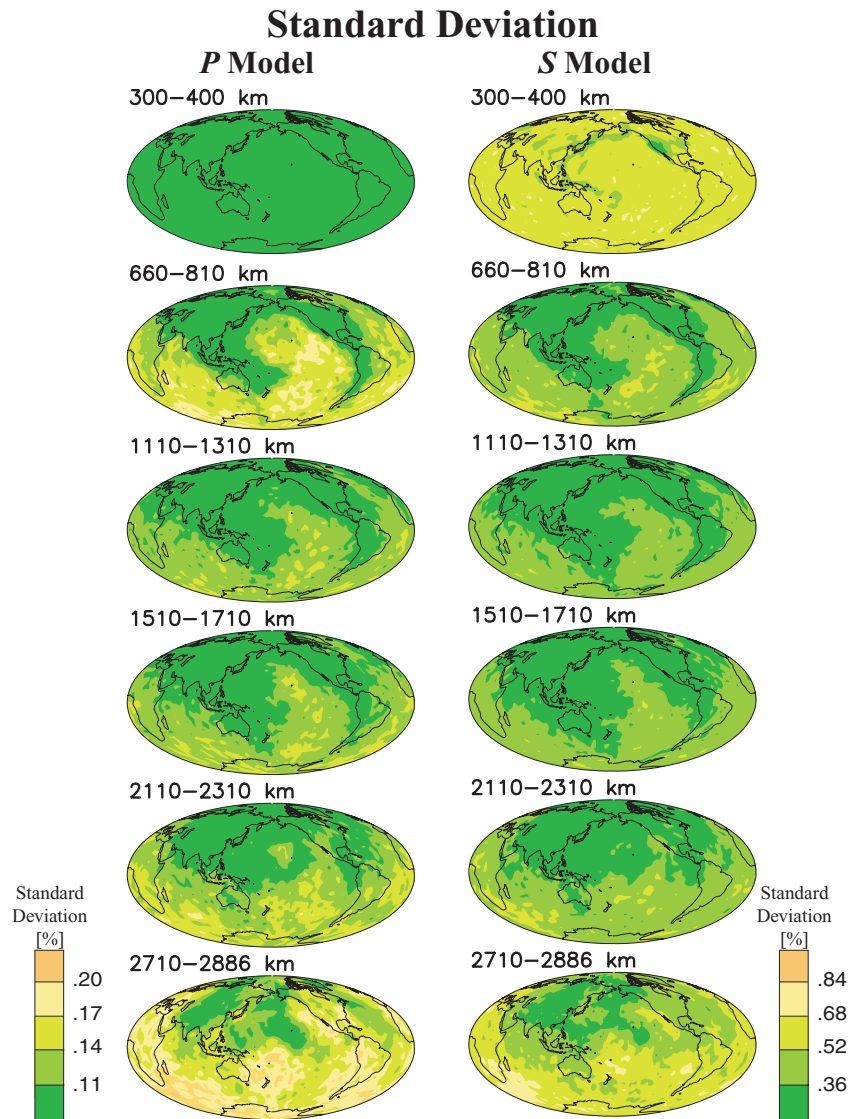 Standard Deviation
P Model
S Model
300–400 km
300–400 km
660–810 km
660–810 km
1110–1310 km
1110–1310 km
1510–1710 km
1510–1710 km
2110–2310 km
2110–2310 km
2710–2886 km
2710–2886 km
Standard
Deviation
[%]
.20
.17
.14
.11
Standard
Deviation
[%]
.84
.68
.52
.36